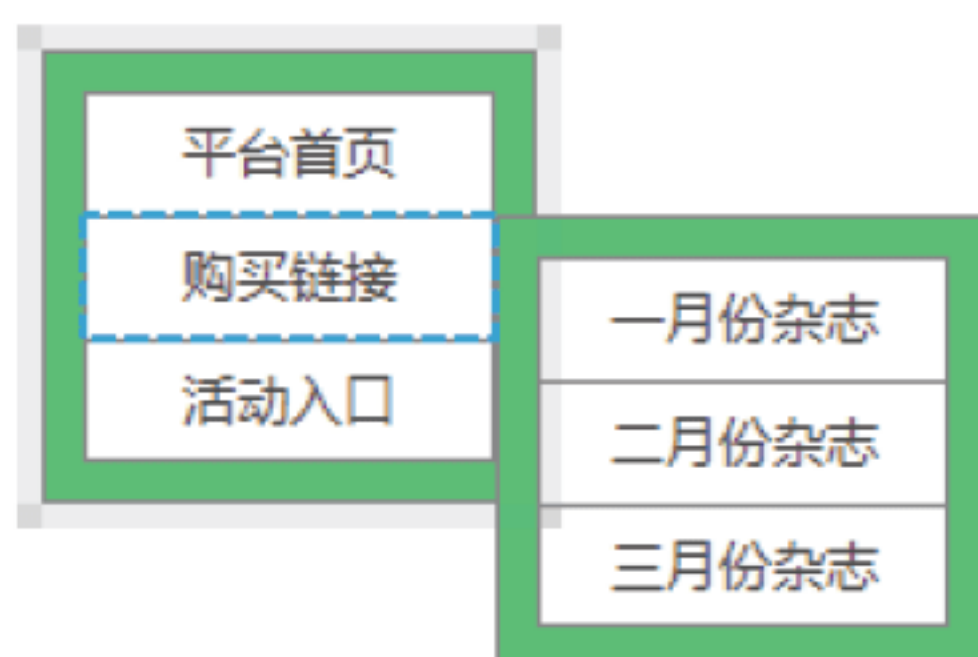 平台首页
购买链接
活动入口
一月份杂志
二月份杂志
三月份杂志